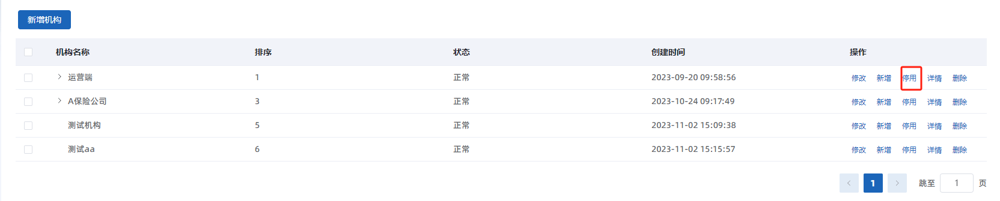 新增机构
机构名称 排序 状态 创建时间 操作
运营端 1 正常 2023-09-20 09:58:56 修改 新增 停用 详情 删除
A保险公司 3 正常 2023-10-24 09:17:49 修改 新增 停用 详情 删除
测试机构 5 正常 2023-11-02 15:09:38 修改 新增 停用 详情 删除
测试aa 6 正常 2023-11-02 15:15:57 修改 新增 停用 详情 删除
1 跳至 1 页